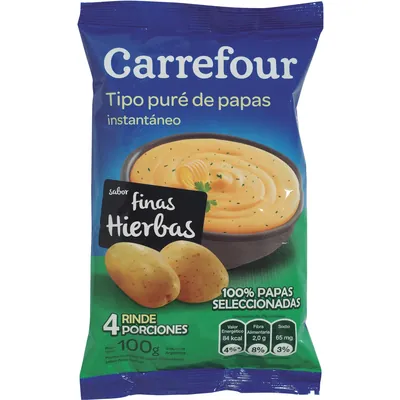 Carrefour
Tipo puré de papas
instantáneo
sabor
finas
Hierbas
100% PAPAS
SELECCIONADAS
4 RINDE
PORCIONES
100g
Valor
Energético
84 kcal
4%
Fibra
Alimentaria
2,0 g
8%
Sodio
65 mg
3%